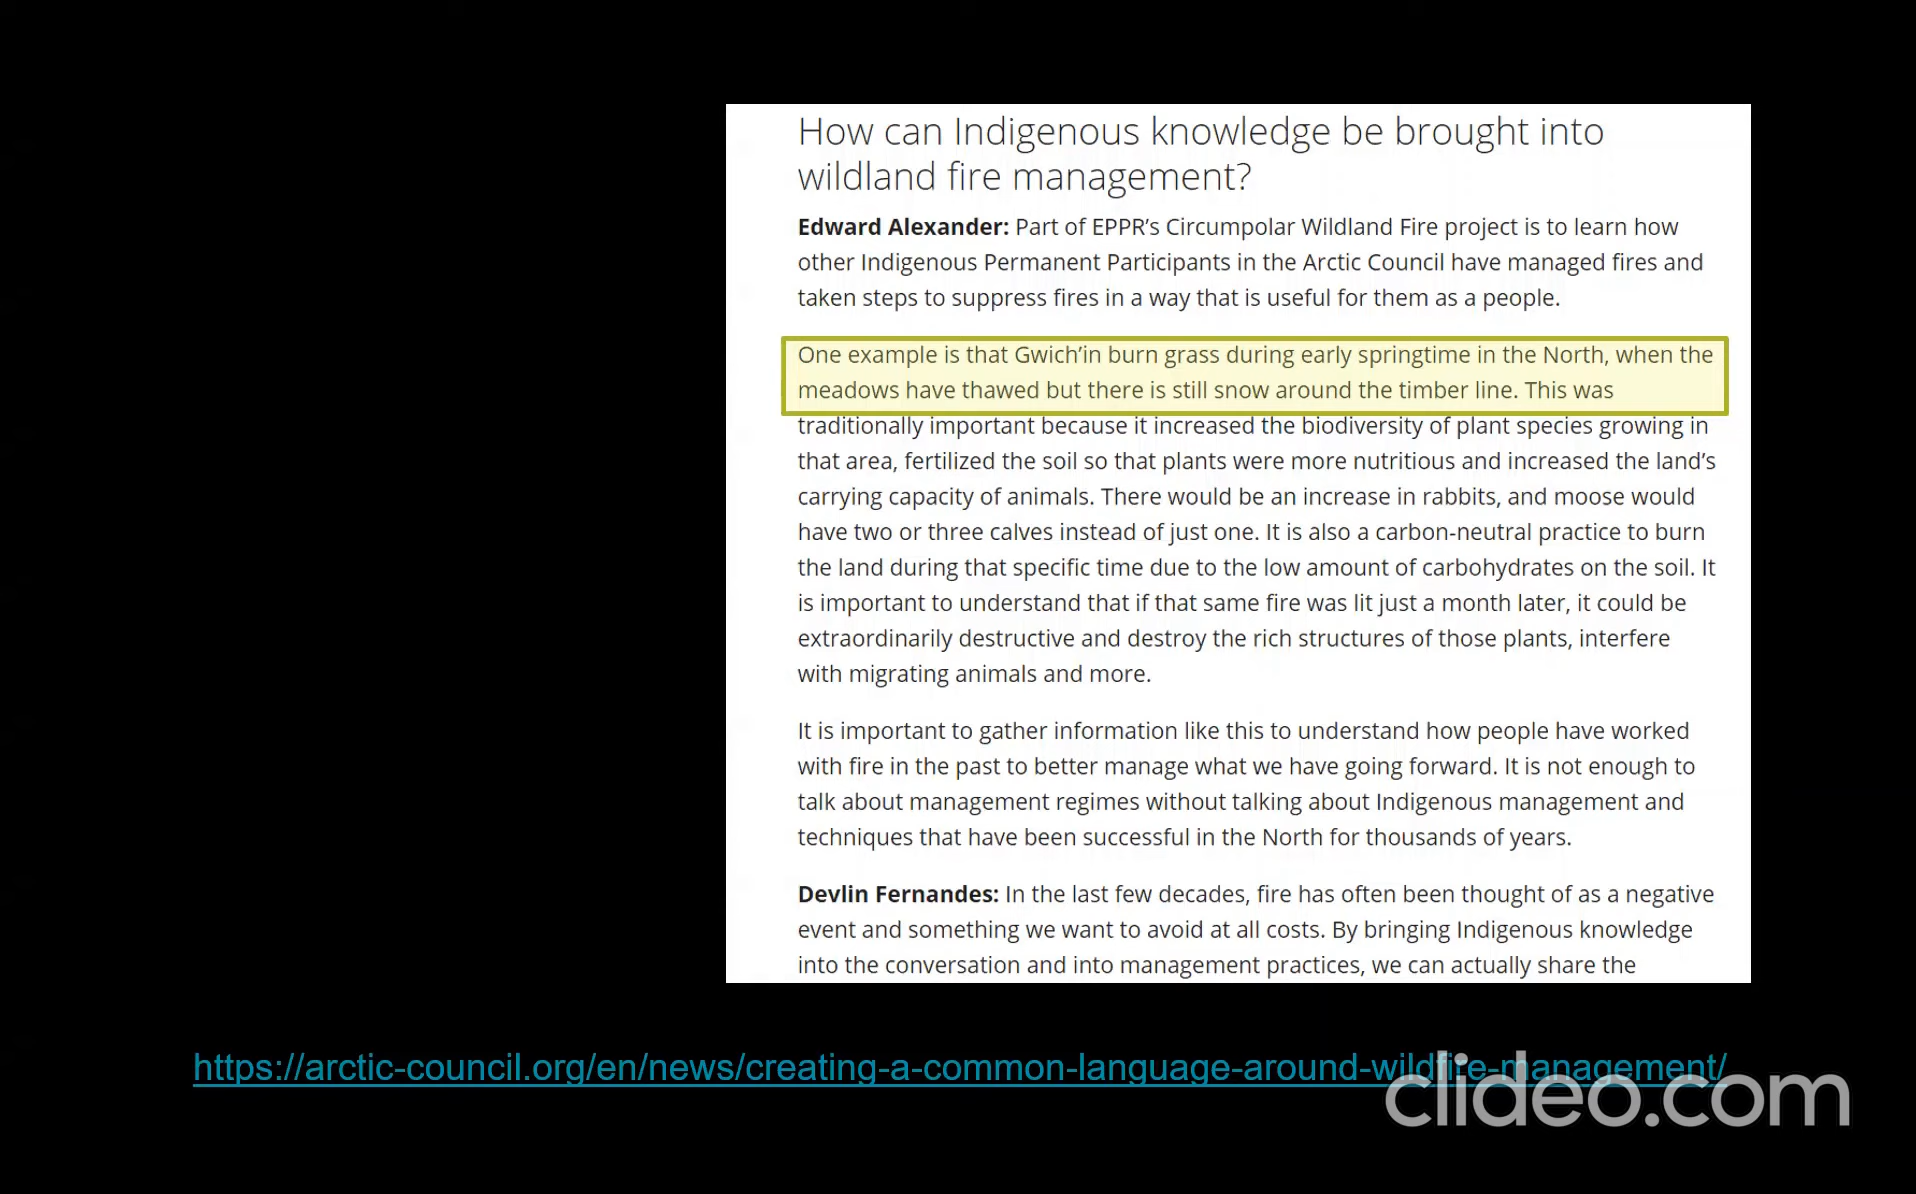 How can Indigenous knowledge be brought into
wildland fire management?
Edward Alexander: Part of EPPR’s Circumpolar Wildland Fire project is to learn how
other Indigenous Permanent Participants in the Arctic Council have managed fires and
taken steps to suppress fires in a way that is useful for them as a people.
One example is that Gwich’in burn grass during early springtime in the North, when the
meadows have thawed but there is still snow around the timber line. This was
traditionally important because it increased the biodiversity of plant species growing in
that area, fertilized the soil so that plants were more nutritious and increased the land’s
carrying capacity of animals. There would be an increase in rabbits, and moose would
have two or three calves instead of just one. It is also a carbon-neutral practice to burn
the land during that specific time due to the low amount of carbohydrates on the soil. It
is important to understand that if that same fire was lit just a month later, it could be
extraordinarily destructive and destroy the rich structures of those plants, interfere
with migrating animals and more.
It is important to gather information like this to understand how people have worked
with fire in the past to better manage what we have going forward. It is not enough to
talk about management regimes without talking about Indigenous management and
techniques that have been successful in the North for thousands of years.
Devlin Fernandes: In the last few decades, fire has often been thought of as a negative
event and something we want to avoid at all costs. By bringing Indigenous knowledge
into the conversation and into management practices, we can actually share the
https://arctic-council.org/en/news/creating-a-common-language-around-wildfire-management/
clideo.com